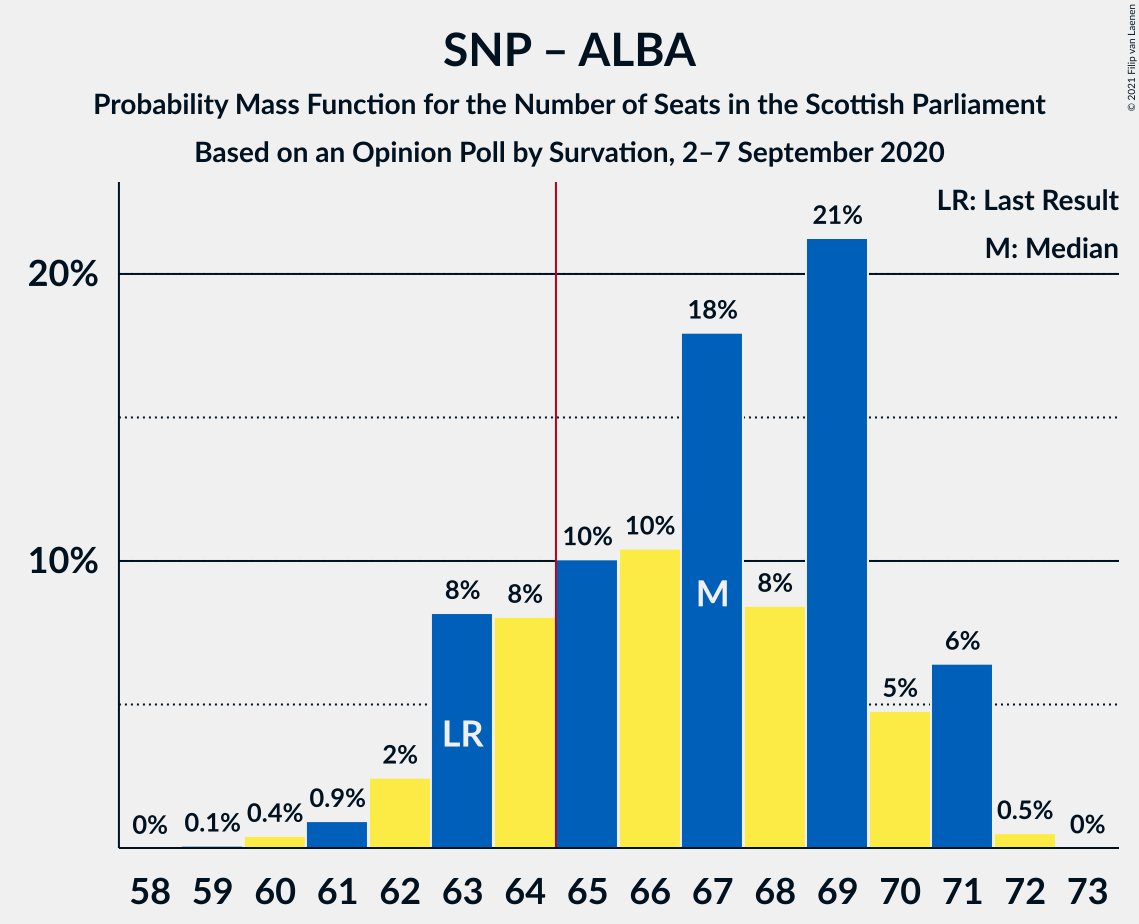 SNP – ALBA
Probability Mass Function for the Number of Seats in the Scottish Parliament
Based on an Opinion Poll by Survation, 2–7 September 2020
© 2021 Filip van Laenen
LR: Last Result
M: Median
20%
10%
0%
0.1%
0.4%
0.9%
2%
8%
8%
10%
10%
18%
8%
21%
5%
6%
0.5%
0%
LR
M
58 59 60 61 62 63 64 65 66 67 68 69 70 71 72 73